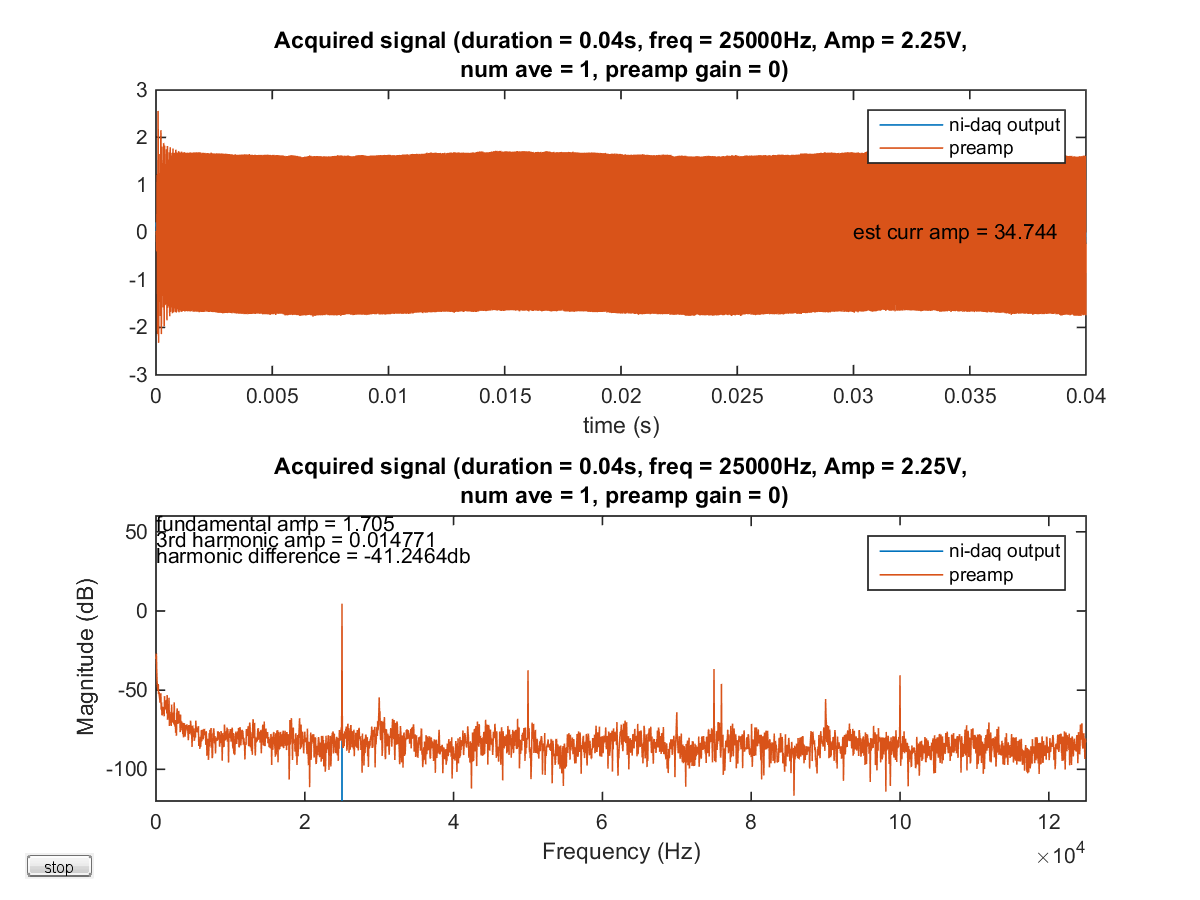 Acquired signal (duration = 0.04s, freq = 25000Hz, Amp = 2.25V,
num ave = 1, preamp gain = 0)
3
2
1
0
-1
-2
-3
ni-daq output
preamp
est curr amp = 34.744
0 0.005 0.01 0.015 0.02 0.025 0.03 0.035 0.04
time (s)
Acquired signal (duration = 0.04s, freq = 25000Hz, Amp = 2.25V,
num ave = 1, preamp gain = 0)
fundamental amp = 1.705
3rd harmonic amp = 0.014771
harmonic difference = -41.2464db
ni-daq output
preamp
Magnitude (dB)
50
0
-50
-100
0 2 4 6 8 10 12
Frequency (Hz)
×10⁴
stop